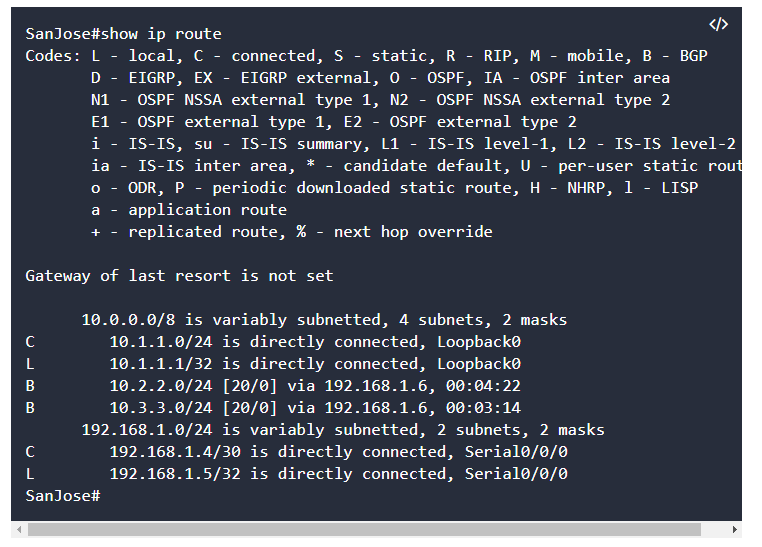 </>
SanJose#show ip route
Codes: L - local, C - connected, S - static, R - RIP, M - mobile, B - BGP
       D - EIGRP, EX - EIGRP external, O - OSPF, IA - OSPF inter area
       N1 - OSPF NSSA external type 1, N2 - OSPF NSSA external type 2
       E1 - OSPF external type 1, E2 - OSPF external type 2
       i - IS-IS, su - IS-IS summary, L1 - IS-IS level-1, L2 - IS-IS level-2
       ia - IS-IS inter area, * - candidate default, U - per-user static rout
       o - ODR, P - periodic downloaded static route, H - NHRP, l - LISP
       a - application route
       + - replicated route, % - next hop override

Gateway of last resort is not set

      10.0.0.0/8 is variably subnetted, 4 subnets, 2 masks
C        10.1.1.0/24 is directly connected, Loopback0
L        10.1.1.1/32 is directly connected, Loopback0
B        10.2.2.0/24 [20/0] via 192.168.1.6, 00:04:22
B        10.3.3.0/24 [20/0] via 192.168.1.6, 00:03:14
      192.168.1.0/24 is variably subnetted, 2 subnets, 2 masks
C        192.168.1.4/30 is directly connected, Serial0/0/0
L        192.168.1.5/32 is directly connected, Serial0/0/0
SanJose#